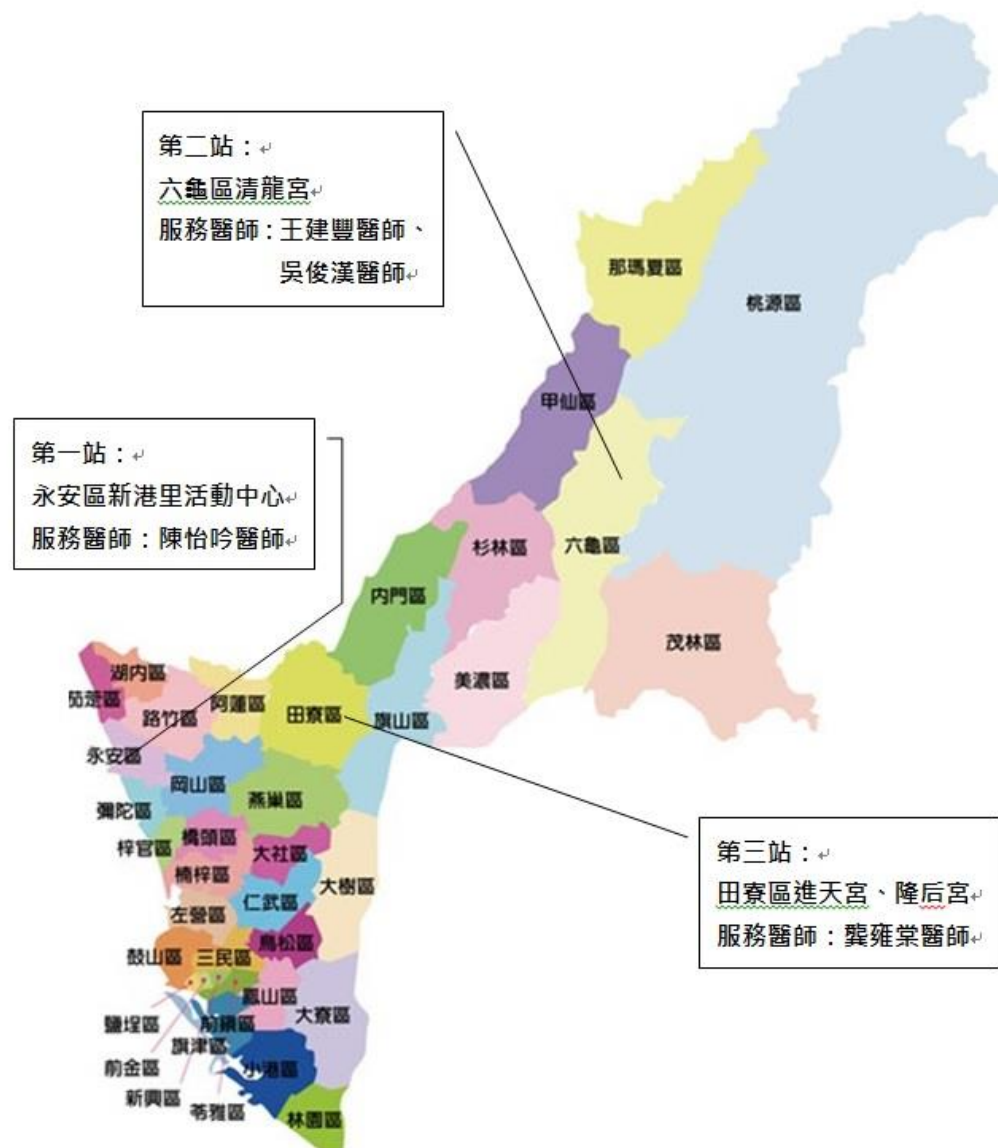 第二站：
六龜區清龍宮
服務醫師：王建豐醫師、
吳俊漢醫師
那瑪夏區
桃源區
甲仙區
第一站：
永安區新港里活動中心
服務醫師：陳怡吟醫師
杉林區
六龜區
內門區
茂林區
美濃區
湖內區
茄萣區
路竹區
阿蓮區
田寮區
旗山區
永安區
岡山區
燕巢區
彌陀區
梓官區
橋頭區
大社區
楠梓區
仁武區
大樹區
左營區
鼓山區
三民區
鳥松區
鳳山區
大寮區
鹽埕區
前鎮區
旗津區
前金區
小港區
新興區
苓雅區
林園區
第三站：
田寮區進天宮、隆后宮
服務醫師：龔雍棠醫師